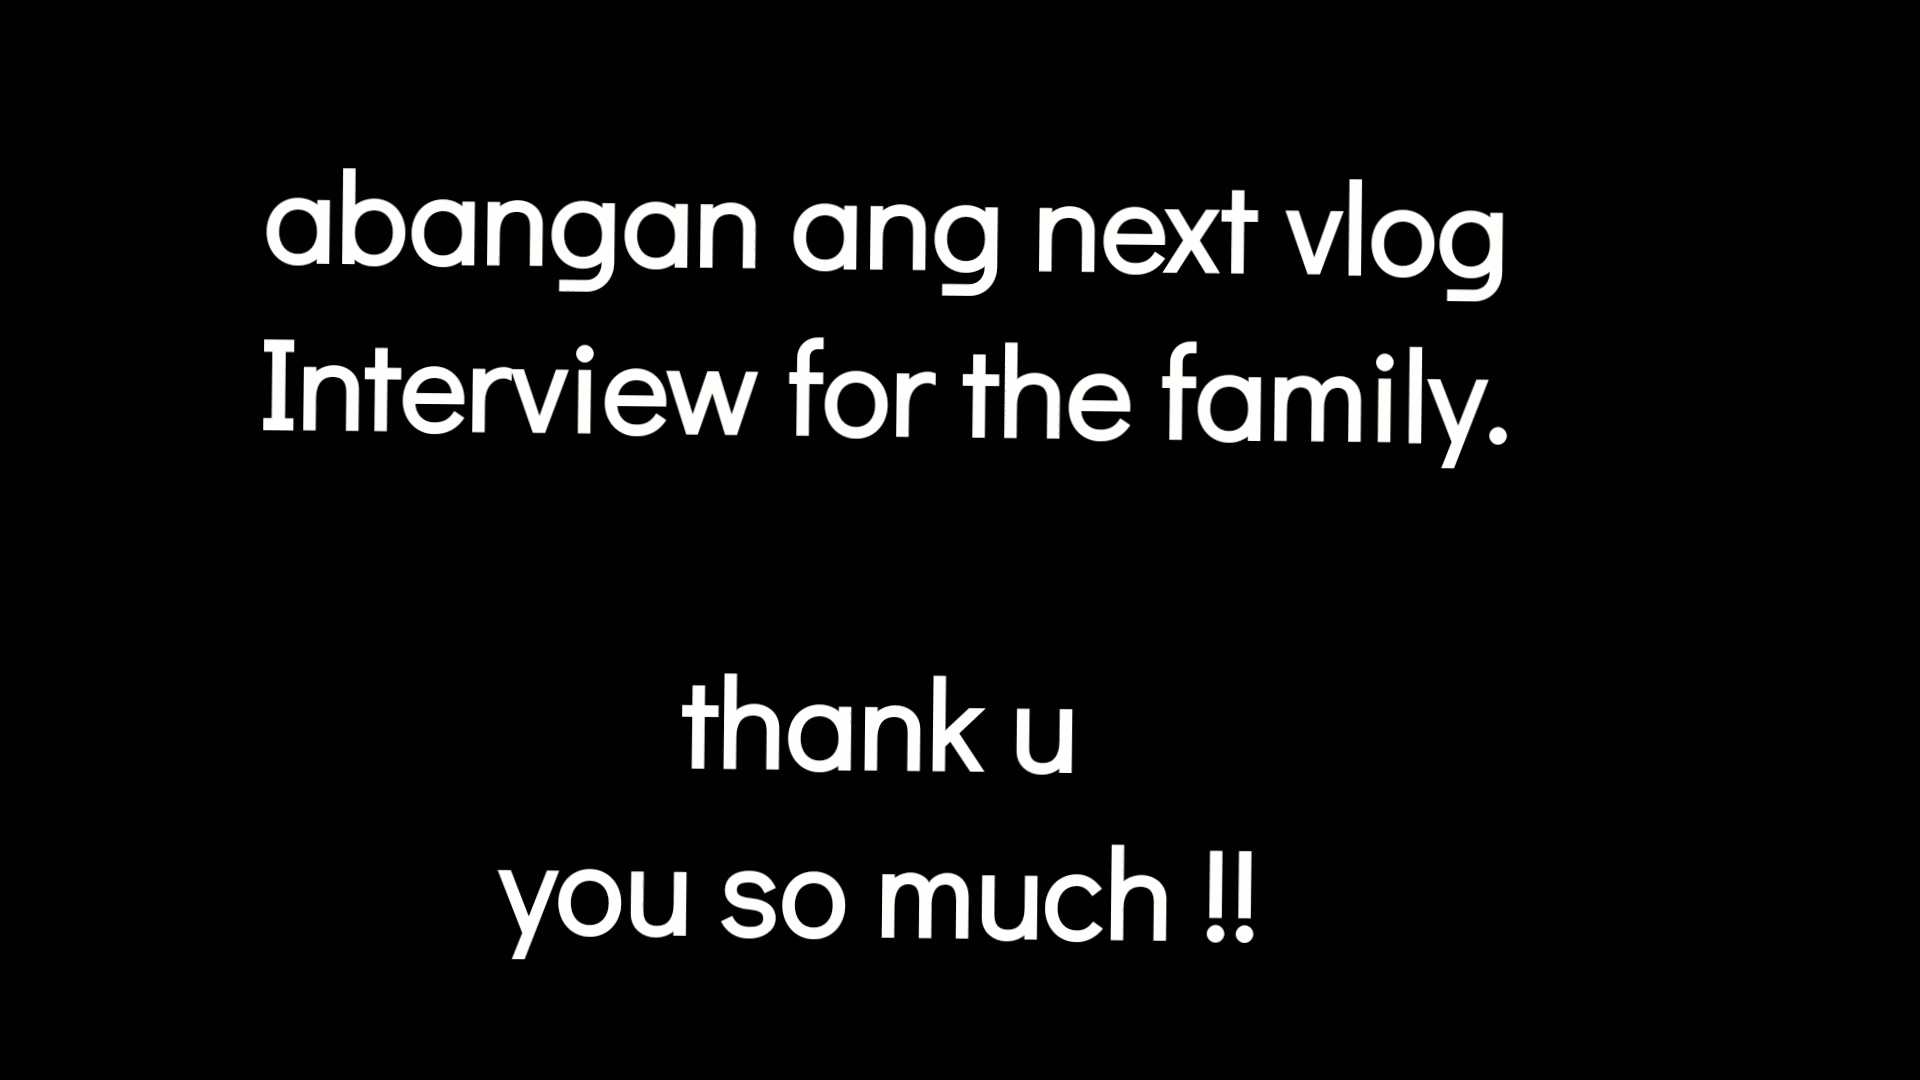 abangan ang next vlog
Interview for the family.
thank u
you so much !!